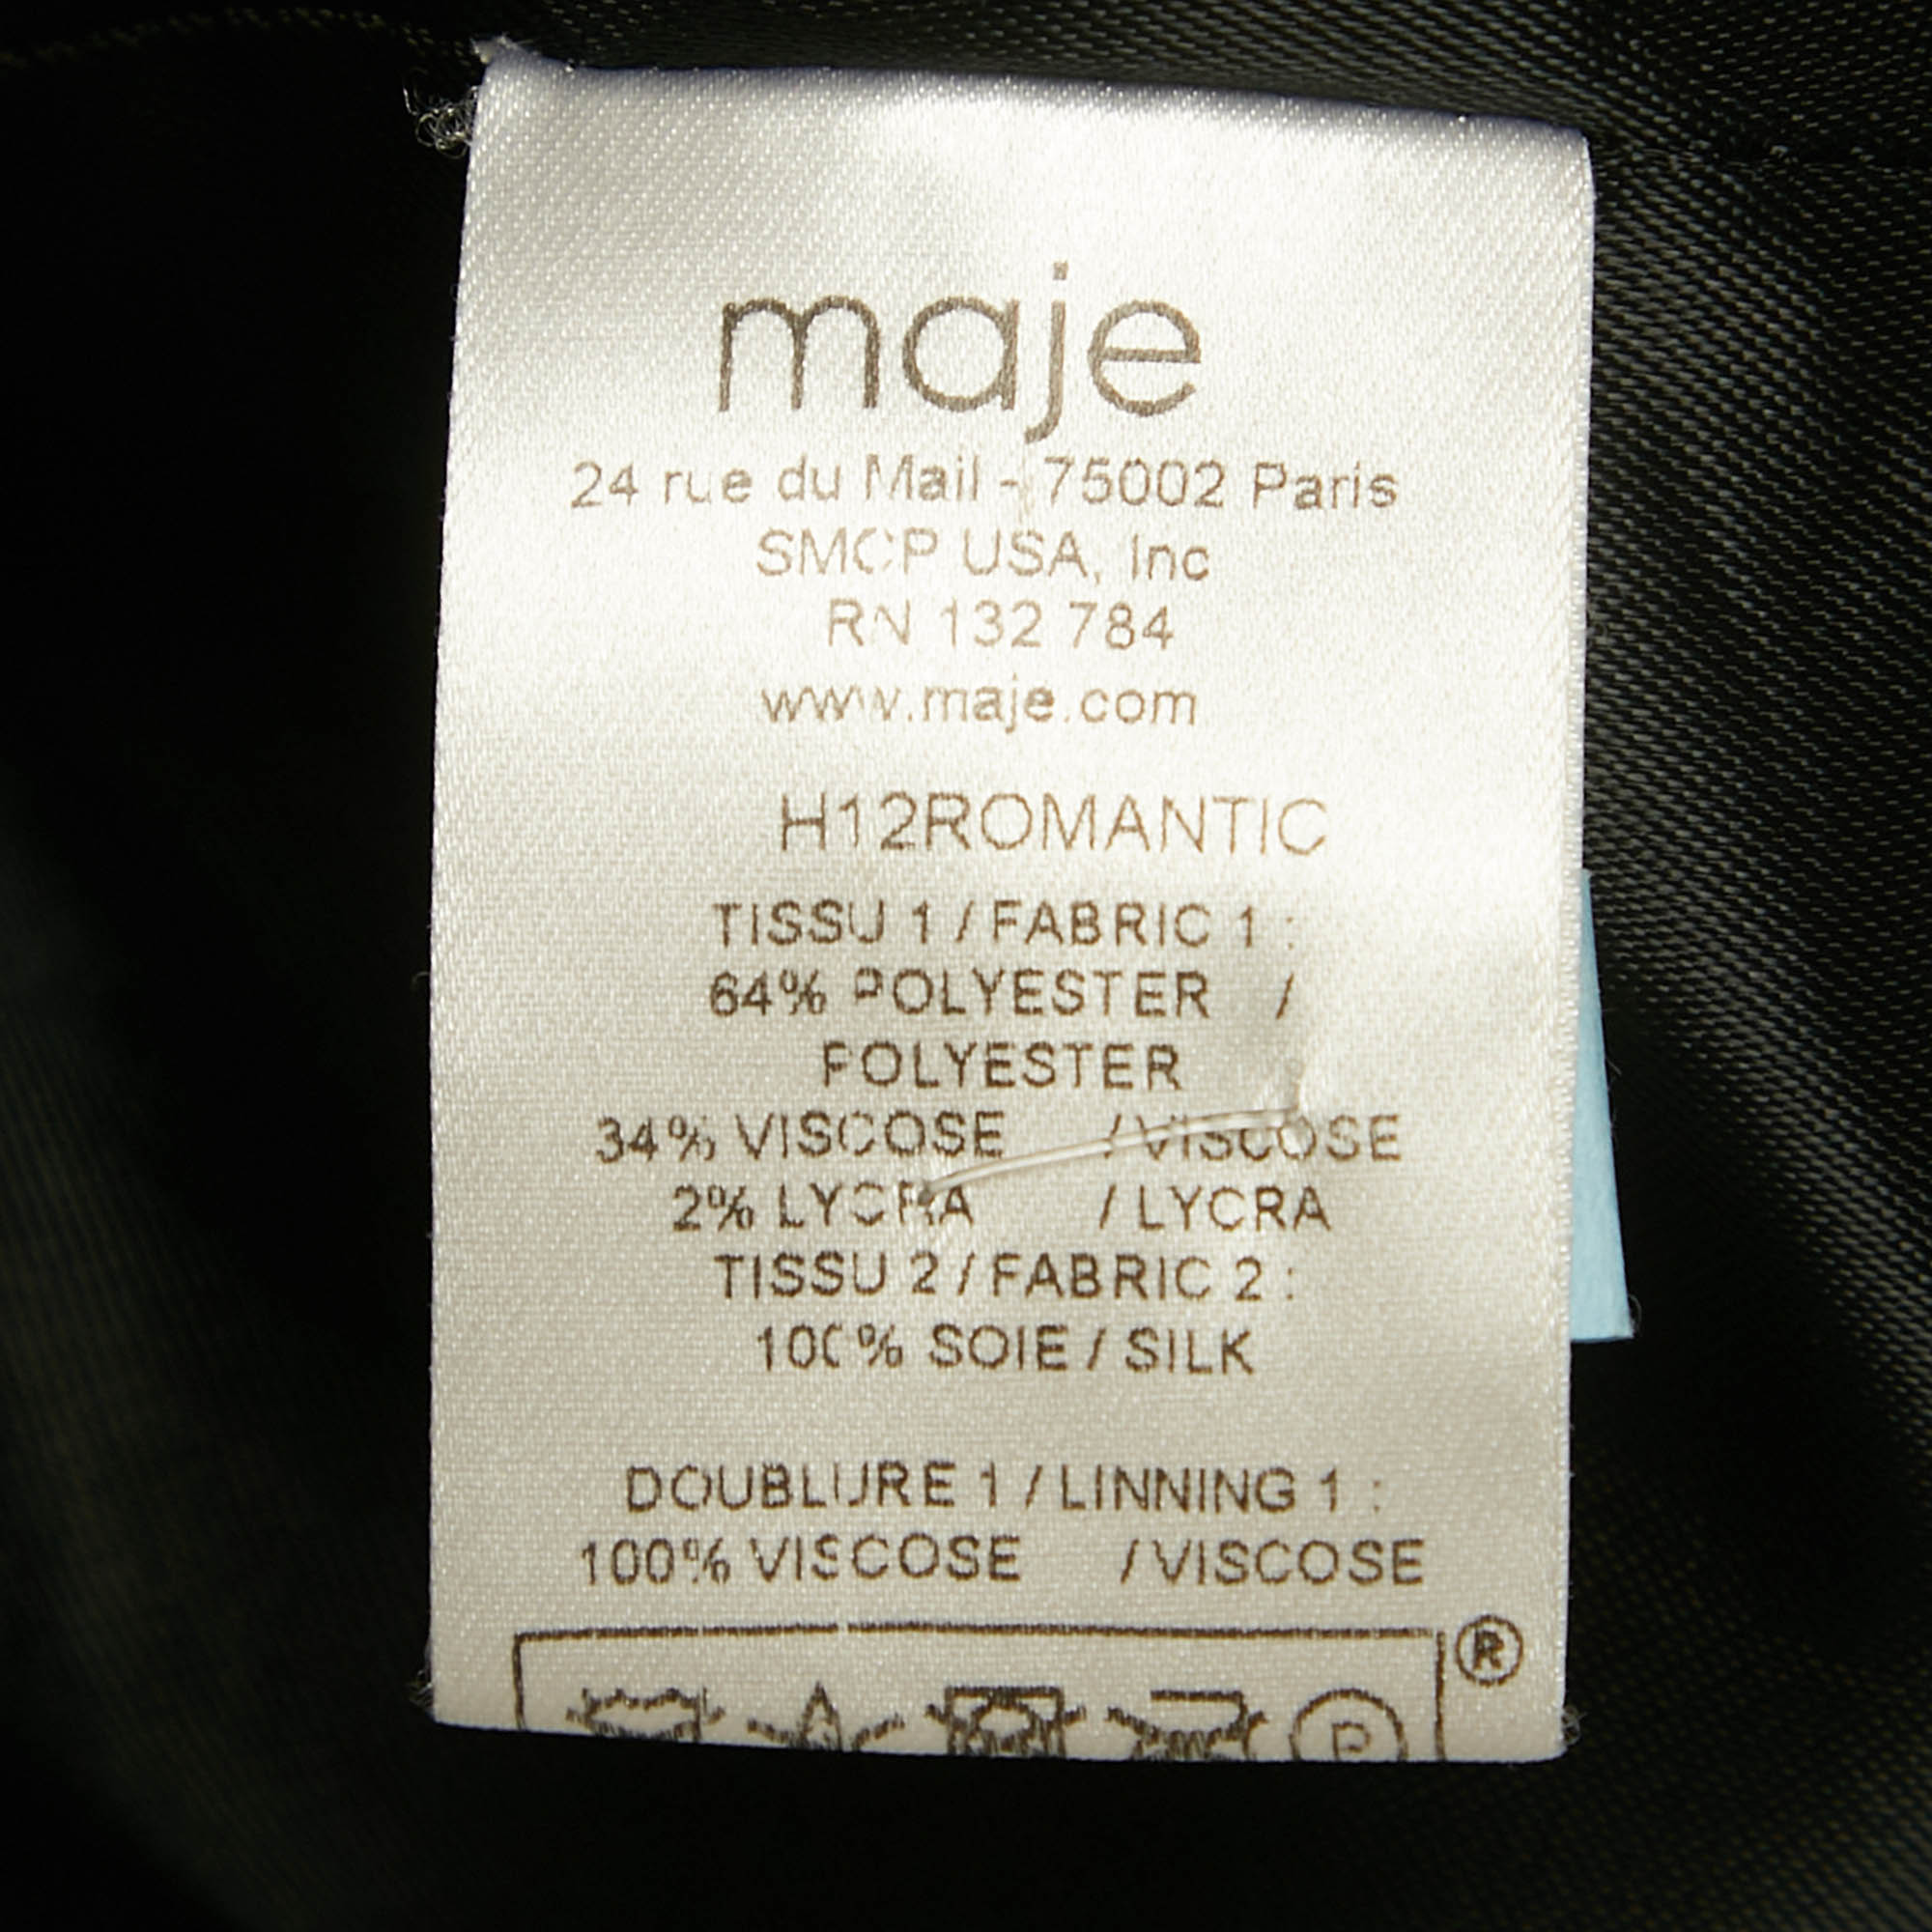 maje
24 rue du Mail - 75002 Paris
SMCP USA, Inc
RN 132 784
www.maje.com
H12ROMANTIC
TISSU 1 / FABRIC 1 :
64% POLYESTER /
POLYESTER
34% VISCOSE / VISCOSE
2% LYCRA / LYCRA
TISSU 2 / FABRIC 2 :
100% SOIE / SILK
DOUBLURE 1 / LINNING 1 :
100% VISCOSE / VISCOSE
®
P